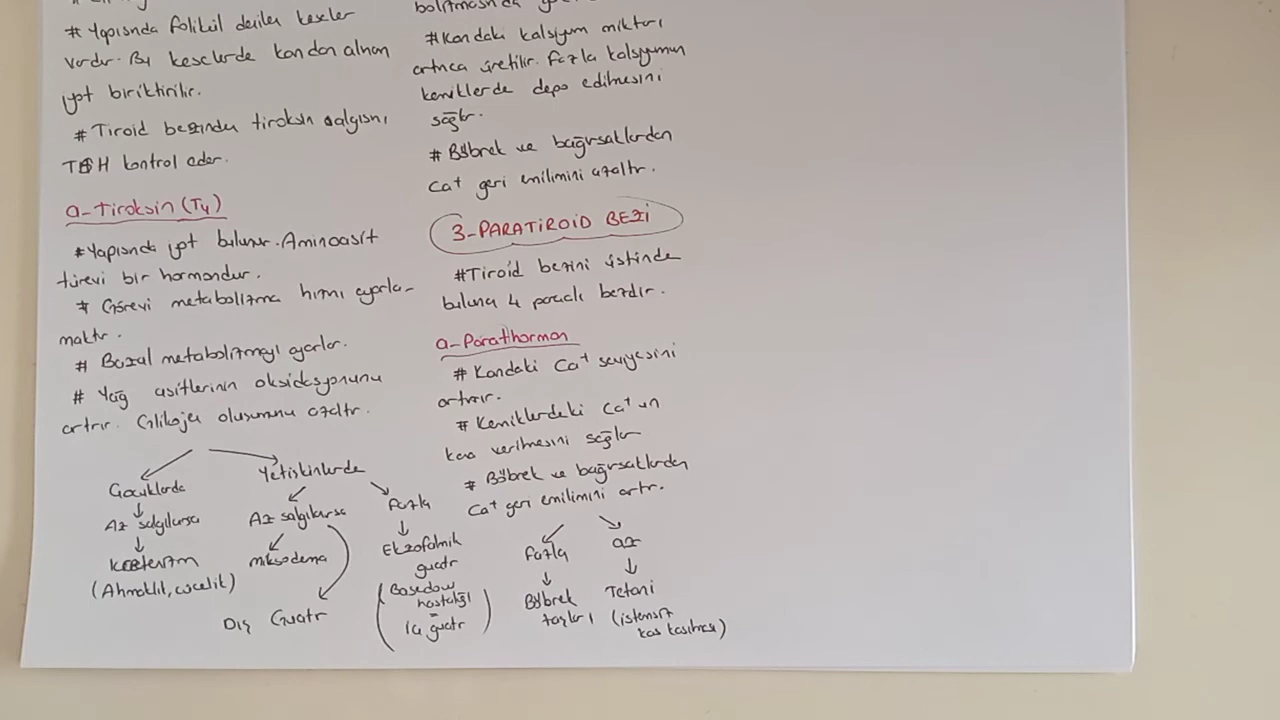 # Yapısında folikül denilen keseler
vardır. Bu keselerde kandan alınan
iyot biriktirilir.
# Tiroid bezinden tiroksin salgısını
TSH kontrol eder.
a-Tiroksin (T4)
# Yapısında iyot bulunur. Aminoasit
türevi bir hormondur.
# Görevi metabolizma hızını ayarla-
maktır.
# Bazal metabolizmayı ayarlar.
# Yağ asitlerinin oksidasyonunu
artırır. Glikojen oluşumunu azaltır.
Çocuklarda
Az salgılanırsa
Kretenizm
(Ahmaklık, cücelik)
Yetişkinlerde
Az salgılanırsa
miksodema
Dış Guatr
Fazla
Ekzoftalmik
guatr
(Basedow
hastalığı
=
İç guatr)
# Kandaki kalsiyum miktarı
artınca üretilir. Fazla kalsiyumun
kemiklerde depo edilmesini
sağlar.
# Böbrek ve bağırsaklardan
Ca+ geri emilimini azaltır.
3-PARATİROİD BEZİ
# Tiroid bezini üstünde
bulunan 4 parçalı bezdir.
a-Parathormon
# Kandaki Ca+ seviyesini
artırır.
# Kemiklerdeki Ca+ un
kana verilmesini sağlar
# Böbrek ve bağırsaklardan
Ca+ geri emilimini artır.
Fazla
Böbrek
taşları
az
Tetani
(istemsiz
kas kasılması)